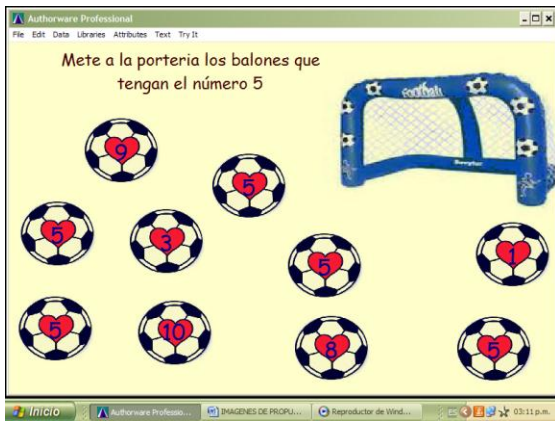 Authorware Professional
File Edit Data Libraries Attributes Text Try It
Mete a la porteria los balones que
tengan el número 5
football
9
5
5
3
5
1
5
10
8
5
Inicio
Authorware Professio...
IMAGENES DE PROPU...
Reproductor de Wind...
ES
03:11 p.m.